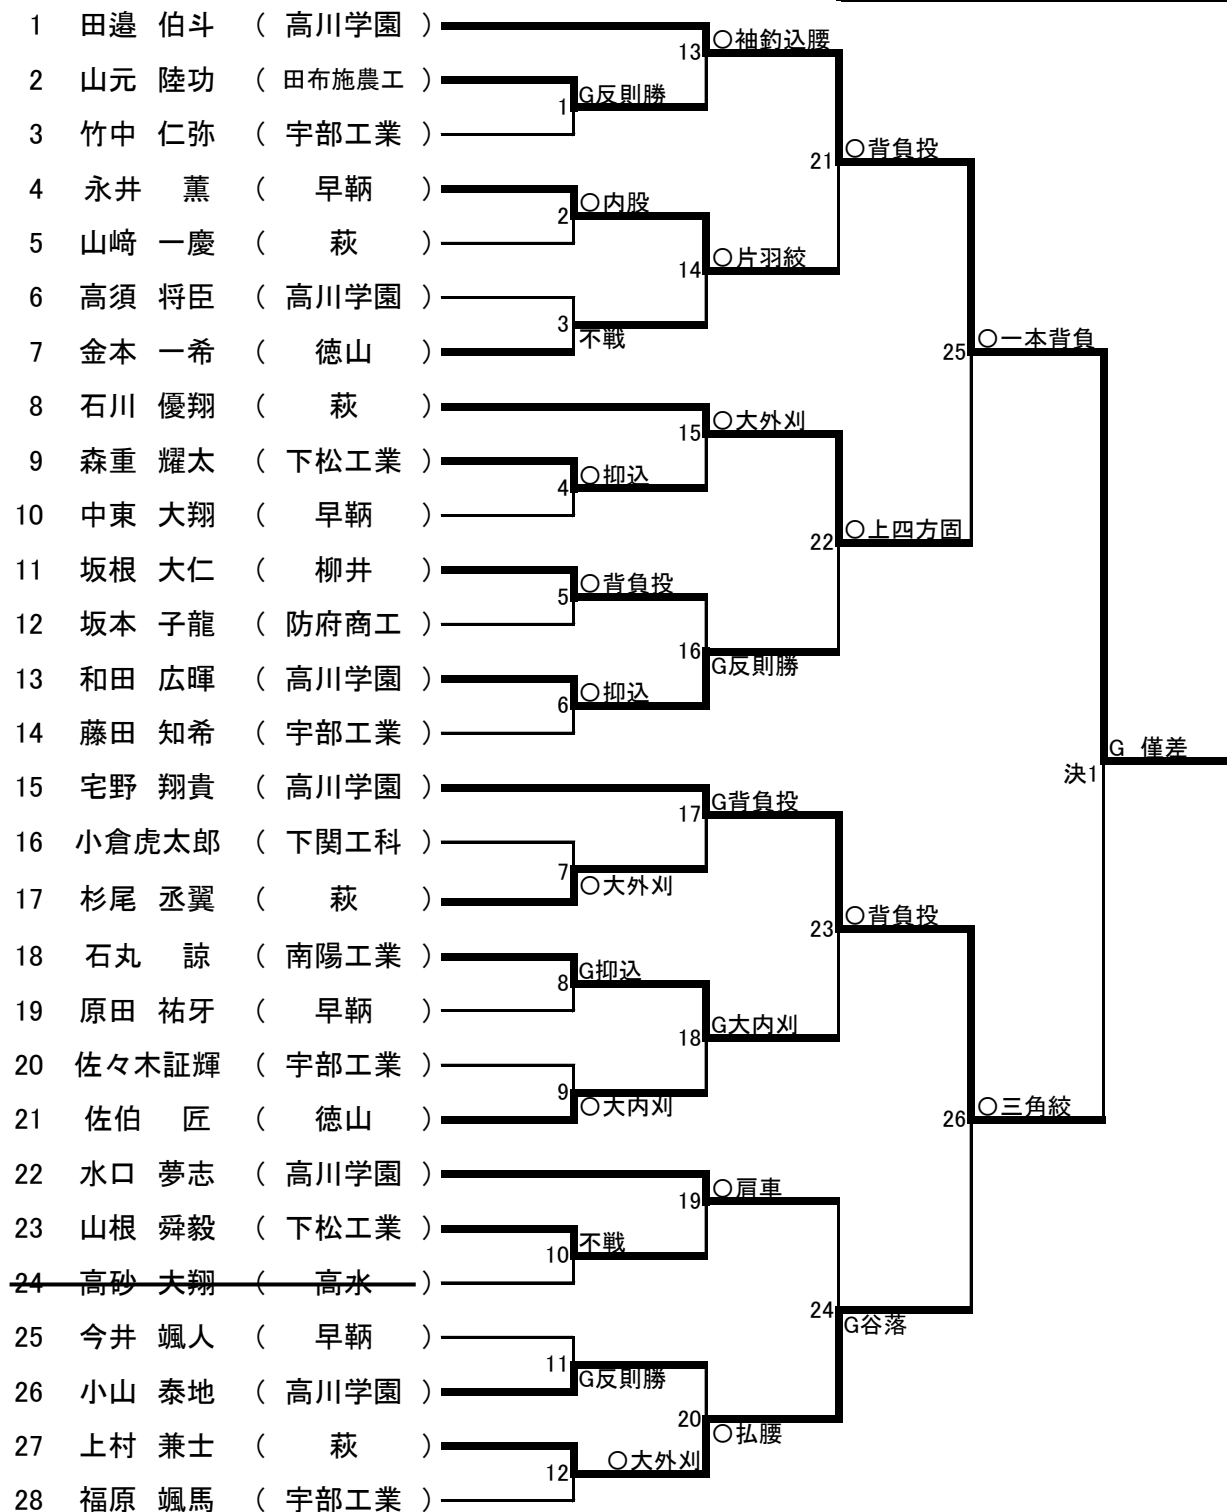 1 田邉 伯斗 ( 高川学園 )
13 ○袖釣込腰
2 山元 陸功 ( 田布施農工 )
1 G反則勝
3 竹中 仁弥 ( 宇部工業 )
21 ○背負投
4 永井 薫 ( 早鞆 )
2 ○内股
5 山﨑 一慶 ( 萩 )
14 ○片羽絞
6 高須 将臣 ( 高川学園 )
3 不戦
7 金本 一希 ( 徳山 )
25 ○一本背負
8 石川 優翔 ( 萩 )
15 ○大外刈
9 森重 耀太 ( 下松工業 )
4 ○抑込
10 中東 大翔 ( 早鞆 )
22 ○上四方固
11 坂根 大仁 ( 柳井 )
5 ○背負投
12 坂本 子龍 ( 防府商工 )
16 G反則勝
13 和田 広暉 ( 高川学園 )
6 ○抑込
14 藤田 知希 ( 宇部工業 )
決1 G 僅差
15 宅野 翔貴 ( 高川学園 )
17 G背負投
16 小倉虎太郎 ( 下関工科 )
7 ○大外刈
17 杉尾 丞翼 ( 萩 )
23 ○背負投
18 石丸 諒 ( 南陽工業 )
8 G抑込
19 原田 祐牙 ( 早鞆 )
18 G大内刈
20 佐々木証輝 ( 宇部工業 )
9 ○大内刈
21 佐伯 匠 ( 徳山 )
26 ○三角絞
22 水口 夢志 ( 高川学園 )
19 ○肩車
23 山根 舜毅 ( 下松工業 )
10 不戦
24 高砂 大翔 ( 高水 )
24 G谷落
25 今井 颯人 ( 早鞆 )
11 G反則勝
26 小山 泰地 ( 高川学園 )
20 ○払腰
27 上村 兼士 ( 萩 )
12 ○大外刈
28 福原 颯馬 ( 宇部工業 )